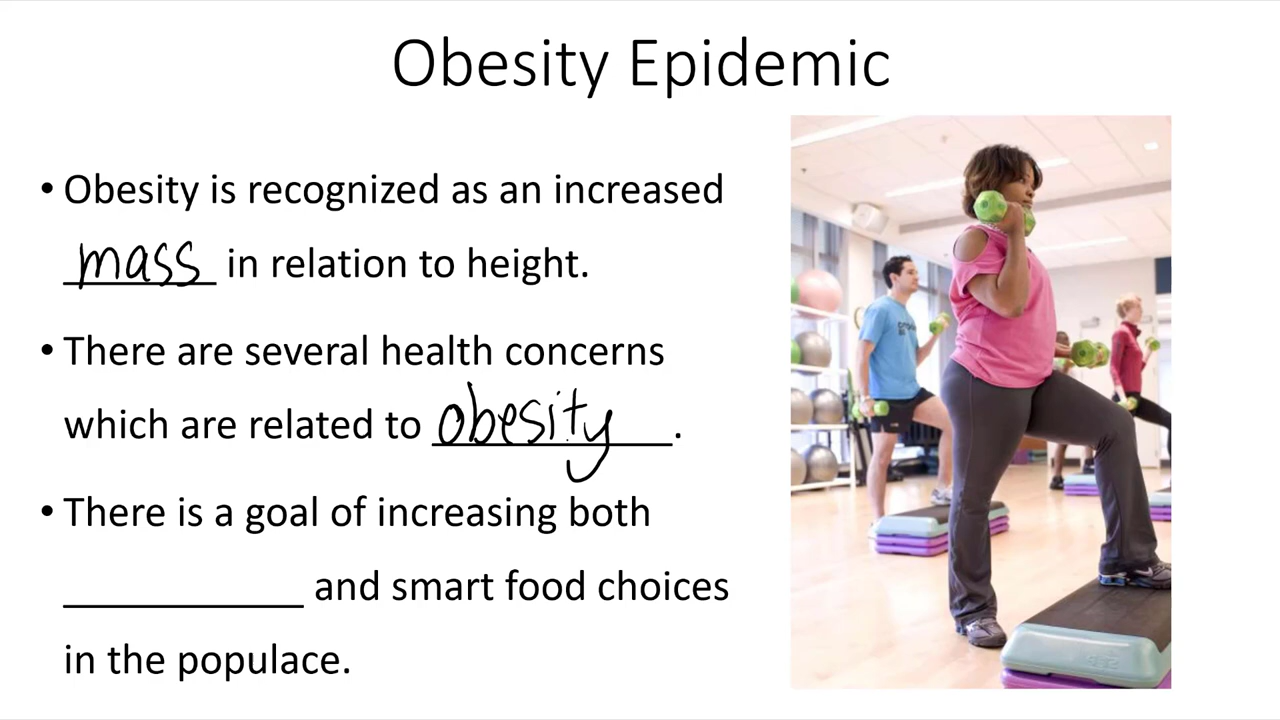 Obesity Epidemic
• Obesity is recognized as an increased
mass in relation to height.
• There are several health concerns
which are related to obesity.
• There is a goal of increasing both
___________ and smart food choices
in the populace.